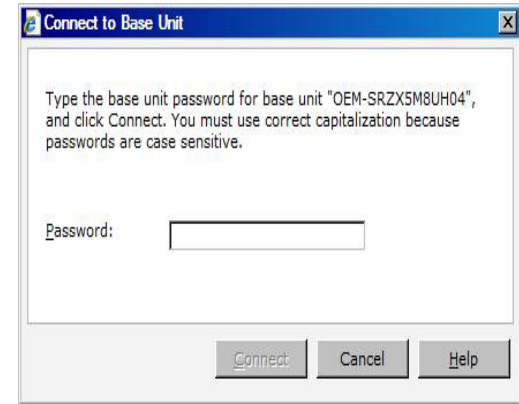 Connect to Base Unit
Type the base unit password for base unit "OEM-SRZX5M8UH04",
and click Connect. You must use correct capitalization because
passwords are case sensitive.
Password:
Connect Cancel Help